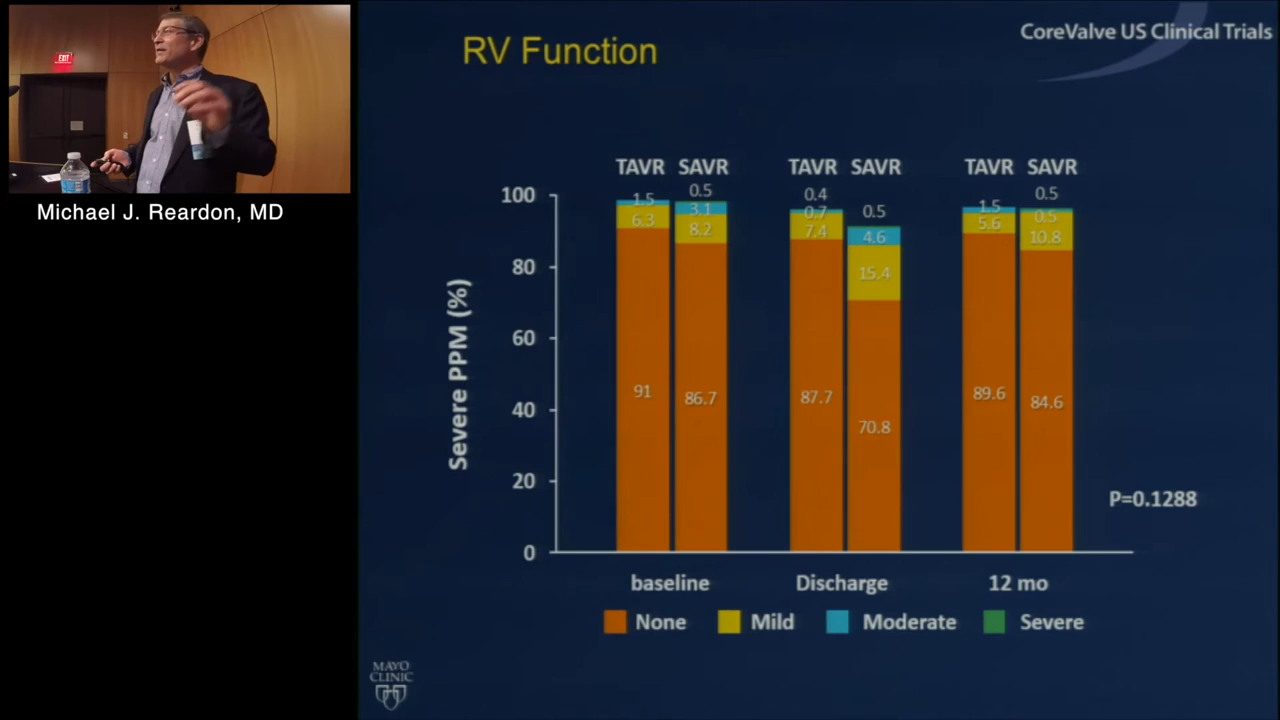 EXIT
Michael J. Reardon, MD
CoreValve US Clinical Trials
RV Function
TAVR SAVR TAVR SAVR TAVR SAVR
Severe PPM (%)
100
80
60
40
20
0
1.5
6.3
91
0.5
3.1
8.2
86.7
0.4
0.7
7.4
87.7
0.5
4.6
15.4
70.8
1.5
5.6
89.6
0.5
0.5
10.8
84.6
P=0.1288
baseline Discharge 12 mo
None Mild Moderate Severe
MAYO
CLINIC